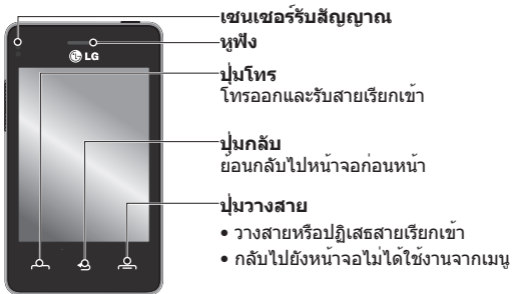 เซนเซอร์รับสัญญาณ
หูฟัง
LG
ปุ่มโทร
โทรออกและรับสายเรียกเข้า
ปุ่มกลับ
ย้อนกลับไปหน้าจอก่อนหน้า
ปุ่มวางสาย
• วางสายหรือปฏิเสธสายเรียกเข้า
• กลับไปยังหน้าจอไม่ได้ใช้งานจากเมนู